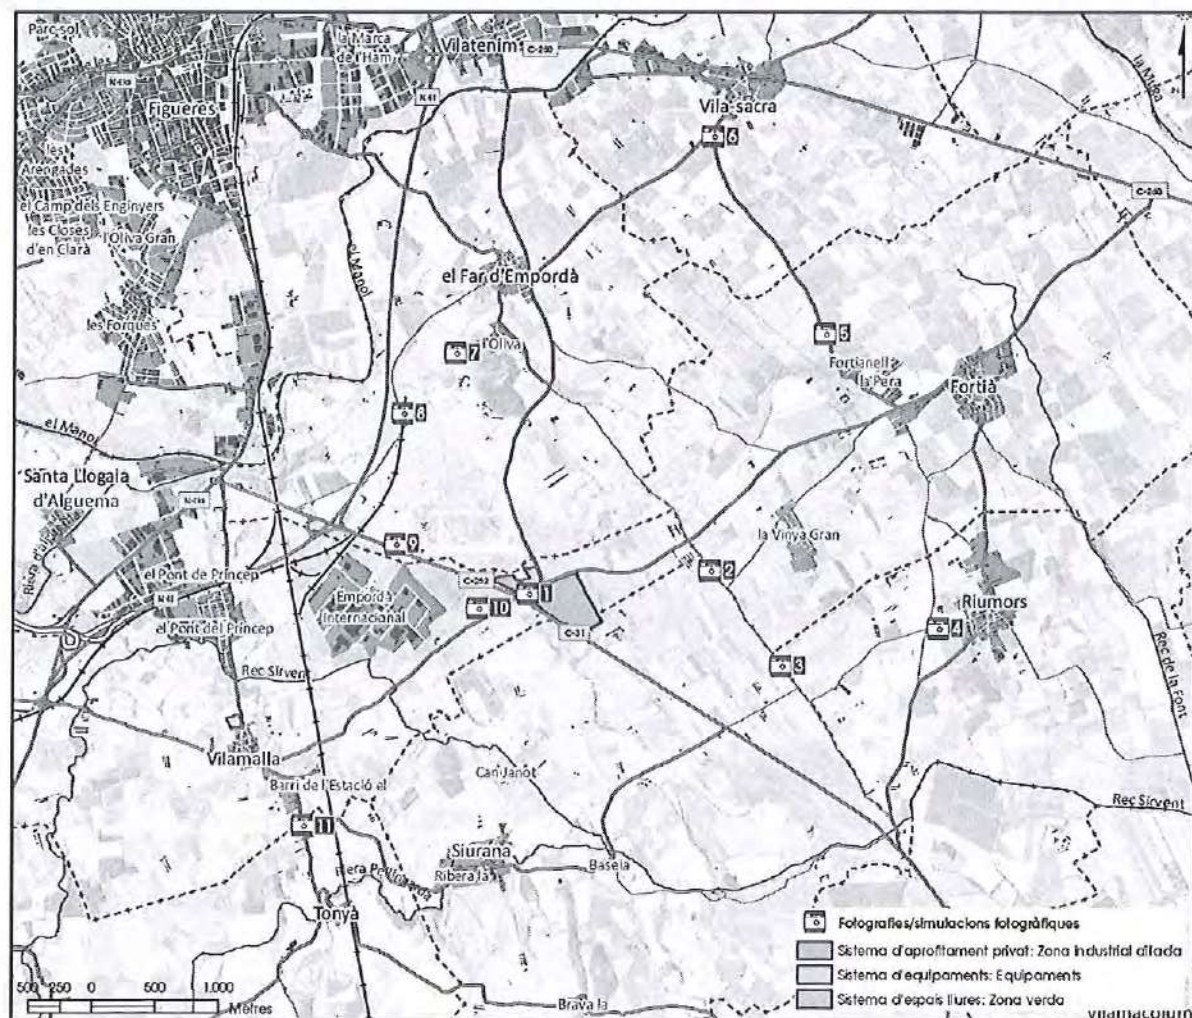 Parc-sol
la Marca
de l'Ham
Vilatenim
C-260
N-II
Figueres
Vila-sacra
la Muga
6
les
Aregades
el Camp dels Enginyers
les Closes
d'en Clarà
l'Oliva Gran
C-260
el Far d'Empordà
el Manol
les Forques
7
l'Oliva
5
Fortianell
la Pera
Fortià
8
el Manol
Santa Llogaia
d'Alguema
9
la Vinya Gran
el Pont de Príncep
C-252
2
1
10
Empordà
Internacional
Riumors
C-31
4
el Pont del Príncep
3
Rec Sirvent
Rec de la Font
Vilamalla
Can Janot
Barri de l'Estació el
Rec Sirvent
11
Siurana
Ribera la
Basela
Tonyà
Brava la
Fotografies/simulacions fotogràfiques
Sistema d'aprofitament privat: Zona industrial aïllada
Sistema d'equipaments: Equipaments
Sistema d'espais lliures: Zona verda
500 250 0 500 1.000
Metres